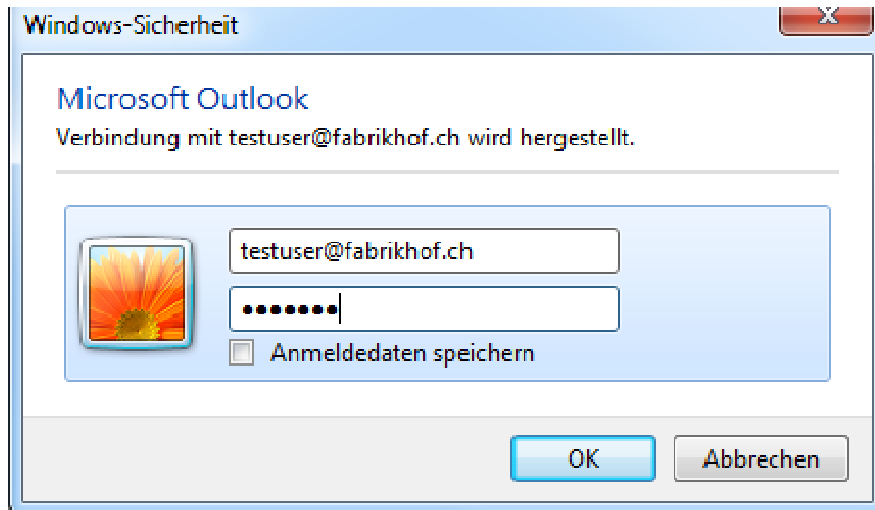 Windows-Sicherheit
Microsoft Outlook
Verbindung mit testuser@fabrikhof.ch wird hergestellt.
testuser@fabrikhof.ch
•••••••
Anmeldedaten speichern
OK
Abbrechen